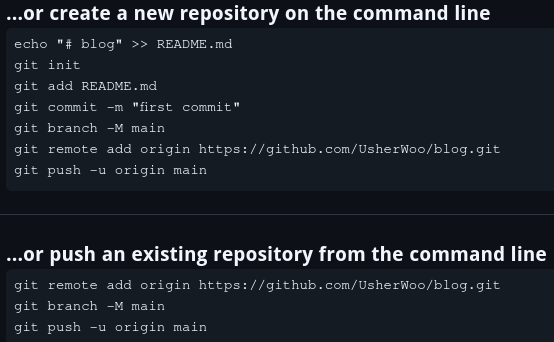 ...or create a new repository on the command line
echo "# blog" >> README.md
git init
git add README.md
git commit -m "first commit"
git branch -M main
git remote add origin https://github.com/UsherWoo/blog.git
git push -u origin main
...or push an existing repository from the command line
git remote add origin https://github.com/UsherWoo/blog.git
git branch -M main
git push -u origin main